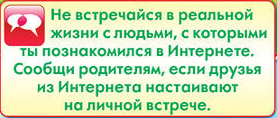 Не встречайся в реальной
жизни с людьми, с которыми
ты познакомился в Интернете.
Сообщи родителям, если друзья
из Интернета настаивают
на личной встрече.